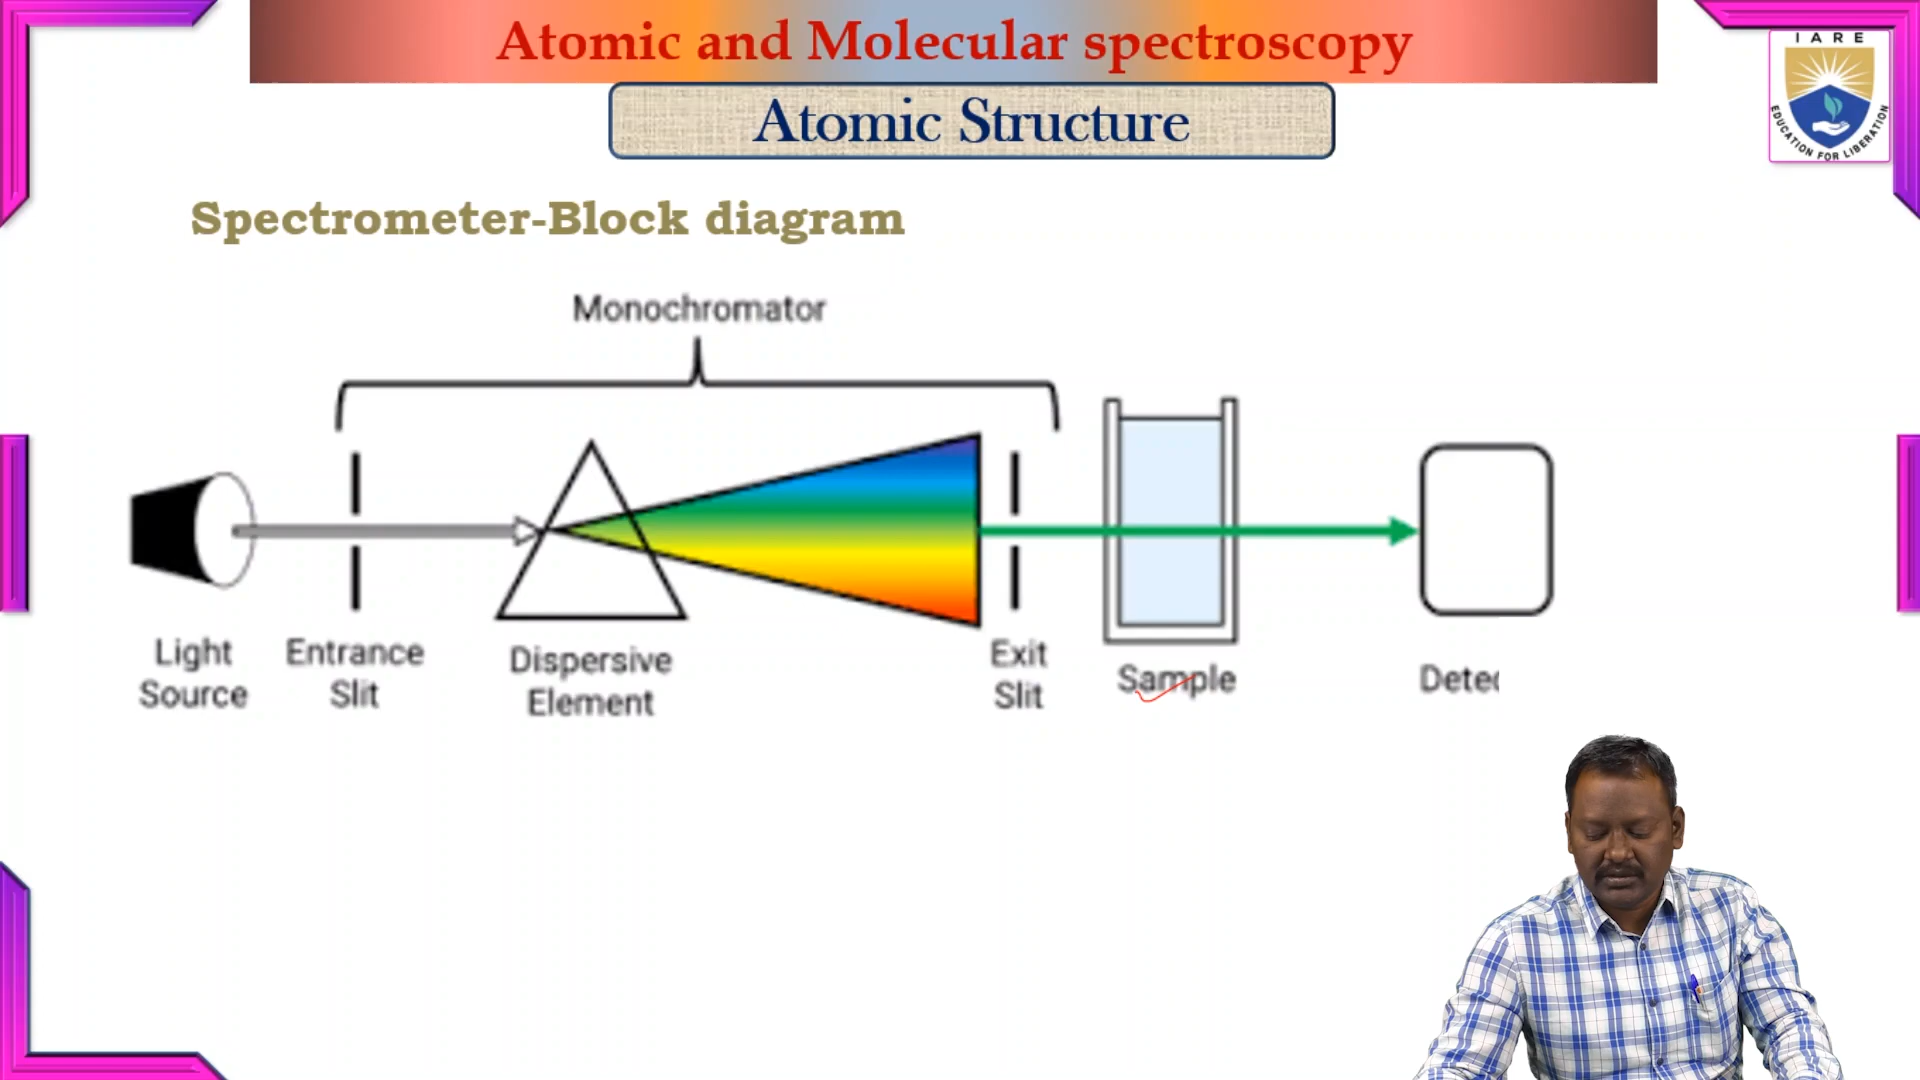 Atomic and Molecular spectroscopy
IARE
EDUCATION FOR LIBERATION
Atomic Structure
Spectrometer-Block diagram
Monochromator
Light
Source
Entrance
Slit
Dispersive
Element
Exit
Slit
Sample
Detec